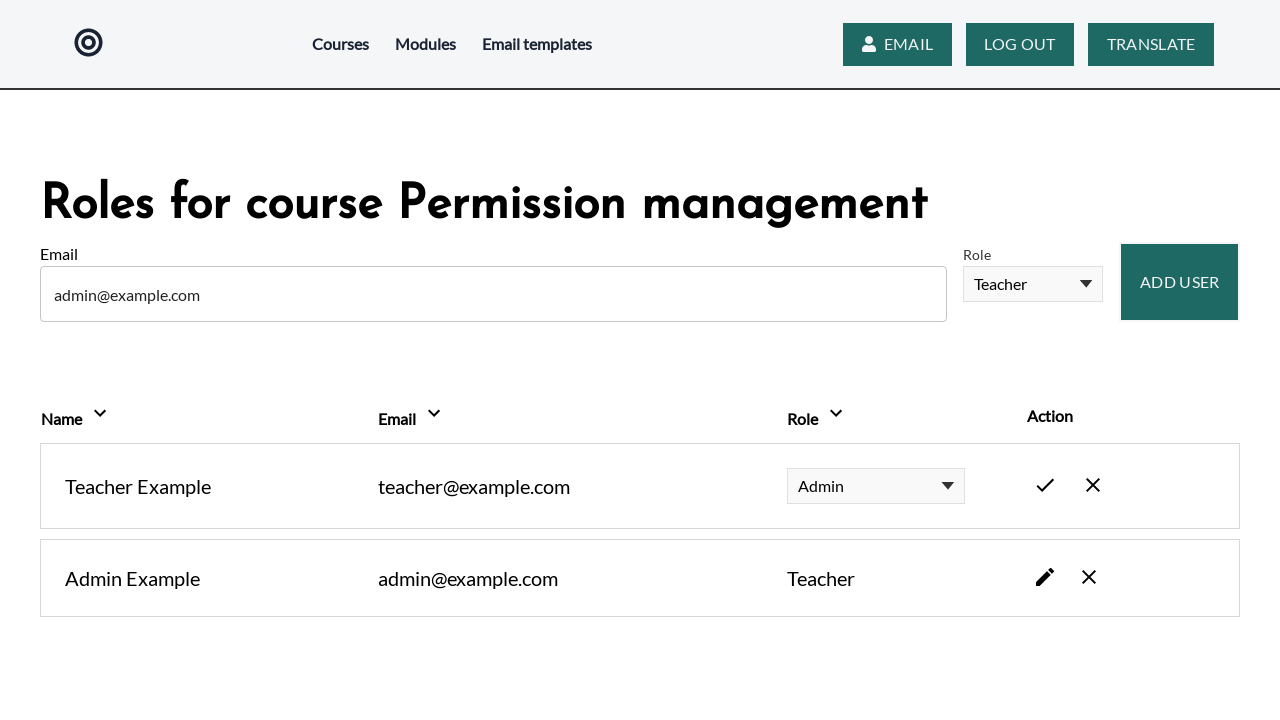 Courses Modules Email templates EMAIL LOG OUT TRANSLATE
Roles for course Permission management
Email
admin@example.com
Role
Teacher
ADD USER
Name Email Role Action
Teacher Example teacher@example.com Admin
Admin Example admin@example.com Teacher